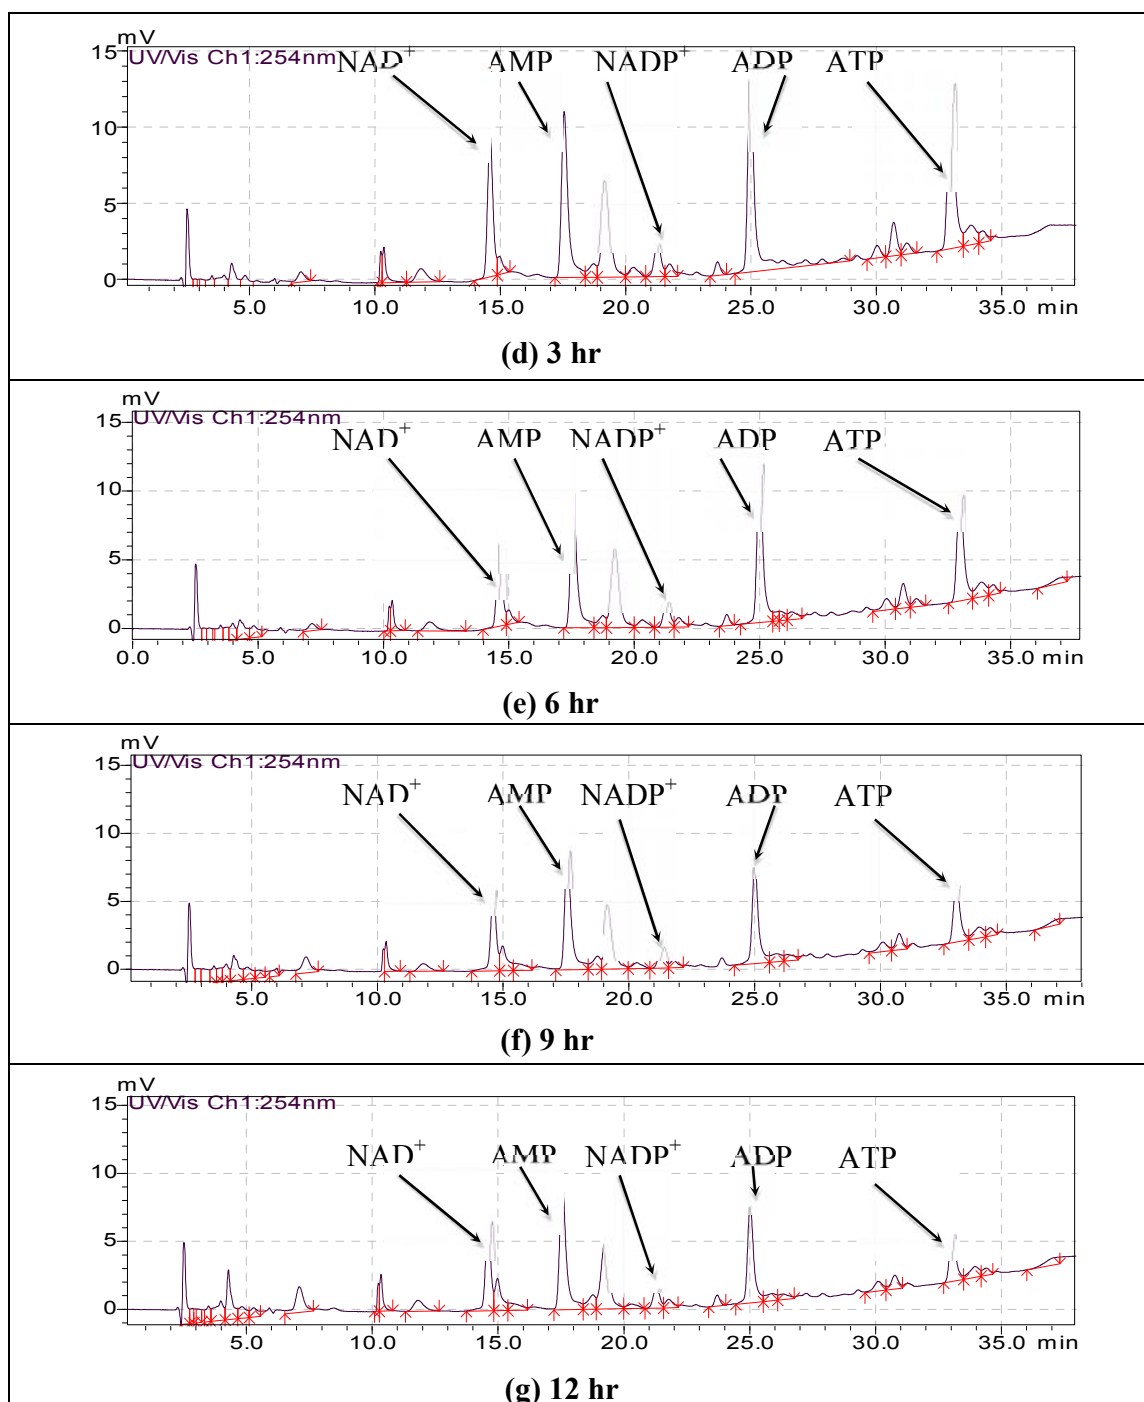 mV
15
UV/Vis Ch1:254nm
NAD+ AMP NADP+ ADP ATP
10
5
0
5.0 10.0 15.0 20.0 25.0 30.0 35.0 min
(d) 3 hr
mV
15
UV/Vis Ch1:254nm
NAD+ AMP NADP+ ADP ATP
10
5
0
0.0 5.0 10.0 15.0 20.0 25.0 30.0 35.0 min
(e) 6 hr
mV
15
UV/Vis Ch1:254nm
NAD+ AMP NADP+ ADP ATP
10
5
0
5.0 10.0 15.0 20.0 25.0 30.0 35.0 min
(f) 9 hr
mV
15
UV/Vis Ch1:254nm
NAD+ AMP NADP+ ADP ATP
10
5
0
5.0 10.0 15.0 20.0 25.0 30.0 35.0 min
(g) 12 hr